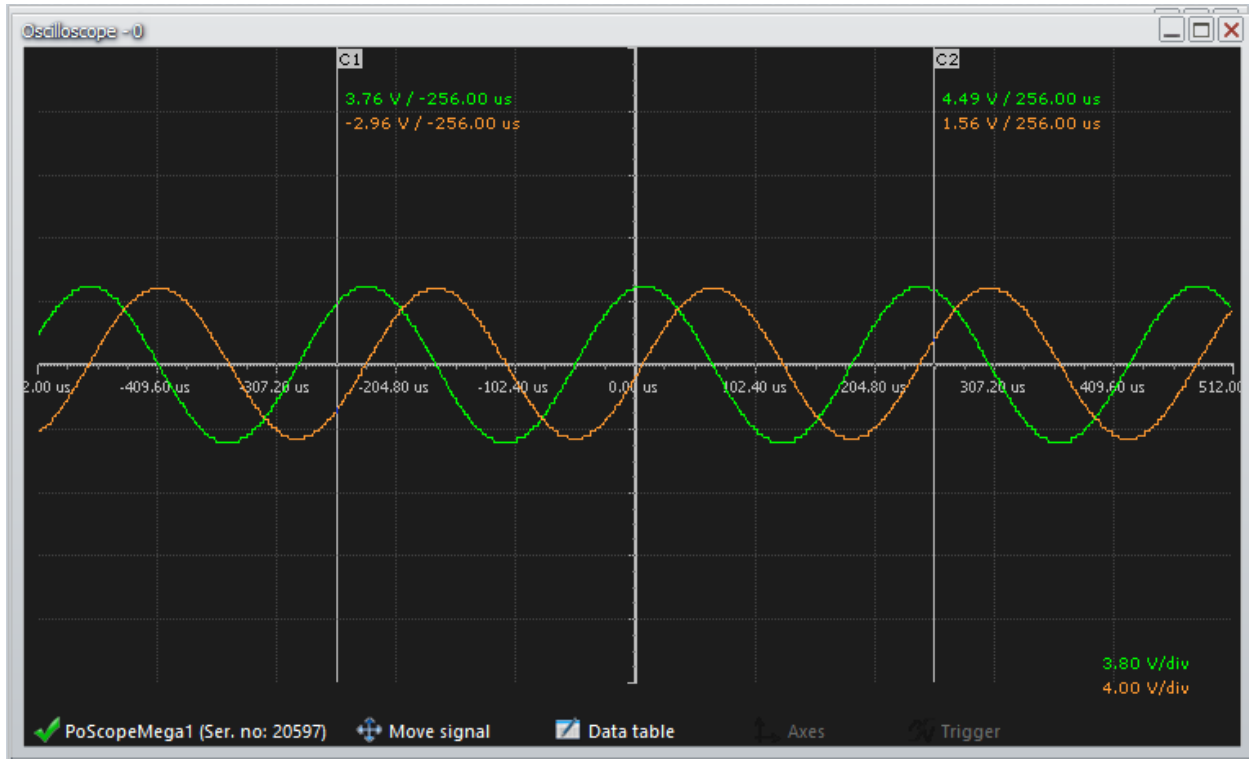 Oscilloscope - 0
C1 C2
3.76 V / -256.00 us 4.49 V / 256.00 us
-2.96 V / -256.00 us 1.56 V / 256.00 us
2.00 us -409.60 us -307.20 us -204.80 us -102.40 us 0.00 us 102.40 us 204.80 us 307.20 us 409.60 us 512.00
3.80 V/div
4.00 V/div
PoScopeMega1 (Ser. no: 20597) Move signal Data table Axes Trigger